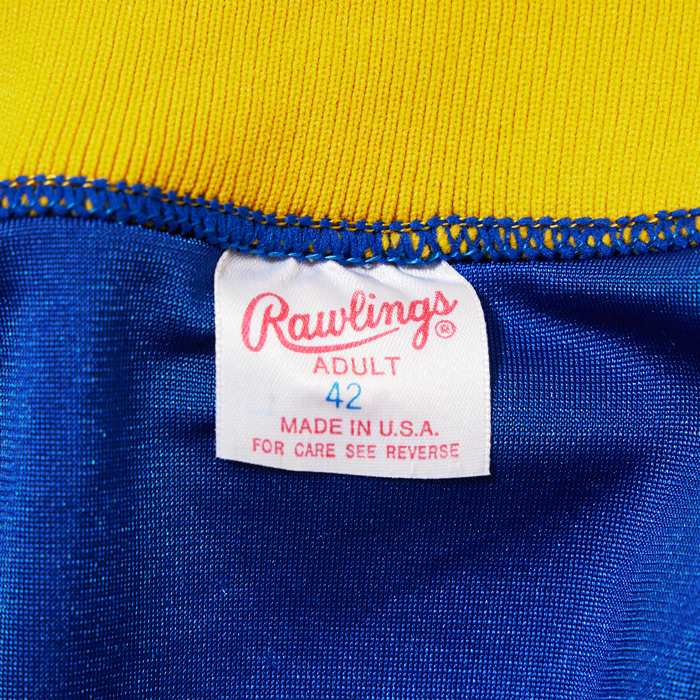 Rawlings®
ADULT
42
MADE IN U.S.A.
FOR CARE SEE REVERSE